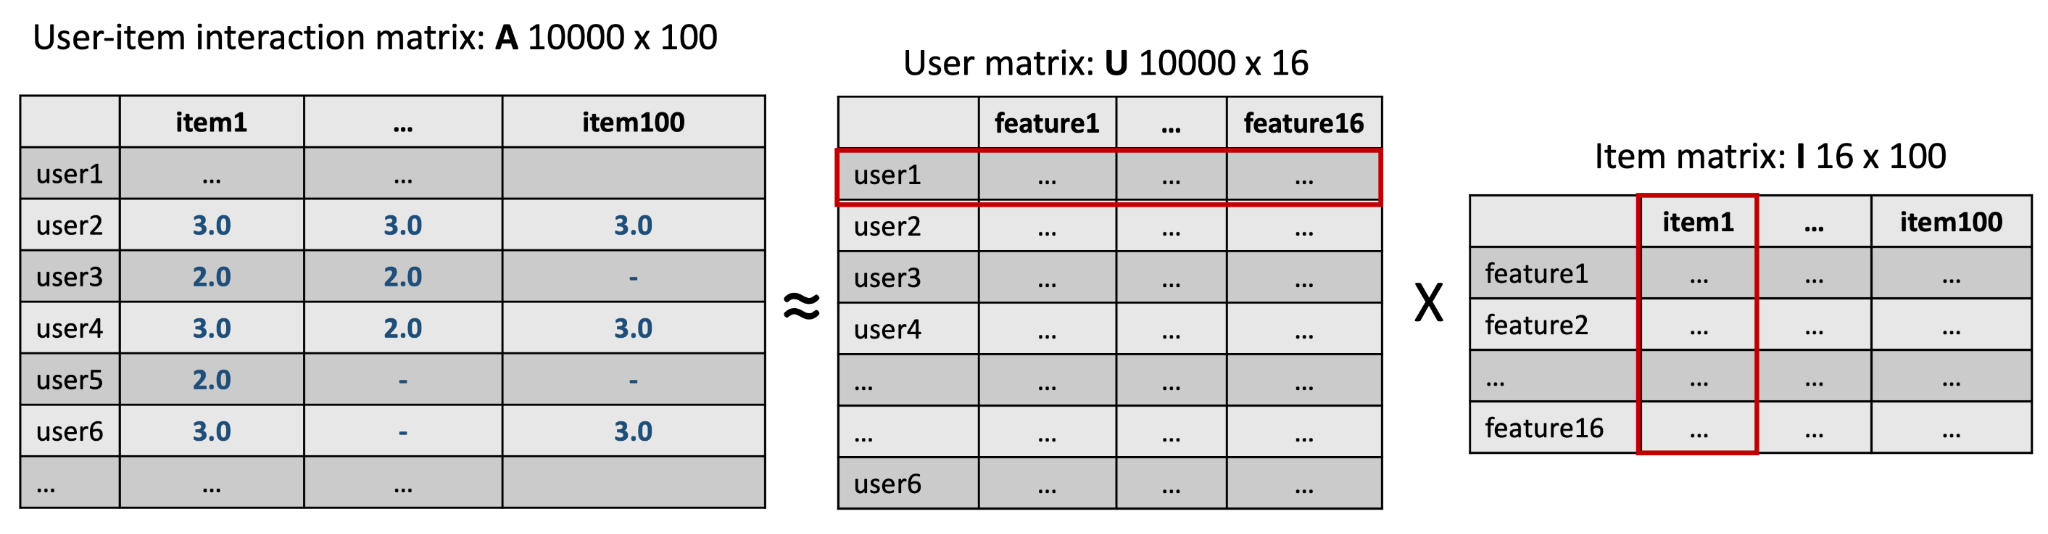 User-item interaction matrix: A 10000 x 100
item1 ... item100
user1 ... ...
user2 3.0 3.0 3.0
user3 2.0 2.0 -
user4 3.0 2.0 3.0
user5 2.0 - -
user6 3.0 - 3.0
... ... ...
≈
User matrix: U 10000 x 16
feature1 ... feature16
user1 ... ... ...
user2 ... ... ...
user3 ... ... ...
user4 ... ... ...
... ... ... ...
... ... ... ...
user6 ... ... ...
X
Item matrix: I 16 x 100
item1 ... item100
feature1 ... ... ...
feature2 ... ... ...
... ... ... ...
feature16 ... ... ...